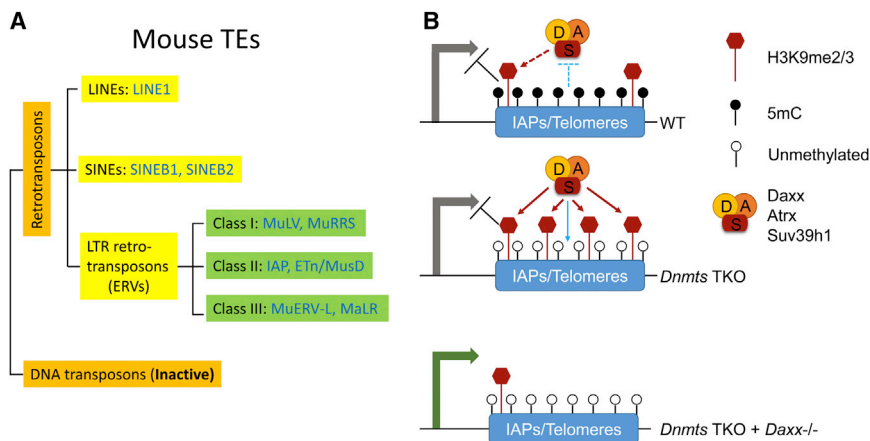 A
Mouse TEs
Retrotransposons
LINEs: LINE1
SINEs: SINEB1, SINEB2
LTR retro-
transposons
(ERVs)
Class I: MuLV, MuRRS
Class II: IAP, ETn/MusD
Class III: MuERV-L, MaLR
DNA transposons (Inactive)
B
D A
S
IAPs/Telomeres
WT
D A
S
IAPs/Telomeres
Dnmts TKO
IAPs/Telomeres
Dnmts TKO + Daxx-/-
H3K9me2/3
5mC
Unmethylated
D A
S
Daxx
Atrx
Suv39h1